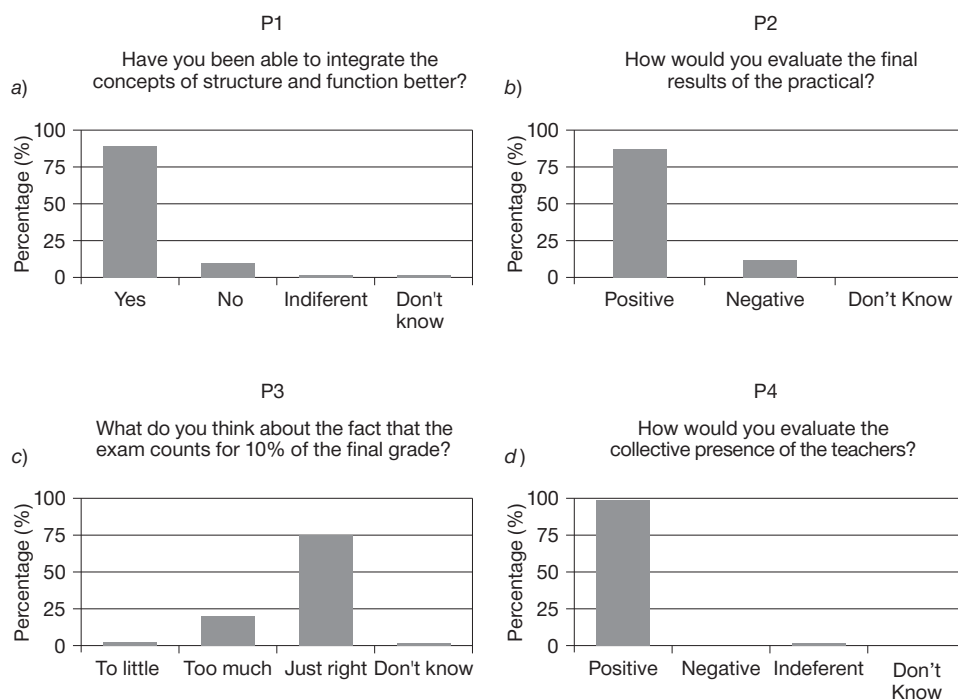 P1
Have you been able to integrate the
concepts of structure and function better?
a)
Percentage (%)
100
75
50
25
0
Yes
No
Indiferent
Don't
know
P2
How would you evaluate the final
results of the practical?
b)
Percentage (%)
100
75
50
25
0
Positive
Negative
Don’t Know
P3
What do you think about the fact that the
exam counts for 10% of the final grade?
c)
Percentage (%)
100
75
50
25
0
To little
Too much
Just right
Don't know
P4
How would you evaluate the
collective presence of the teachers?
d)
Percentage (%)
100
75
50
25
0
Positive
Negative
Indeferent
Don’t
Know